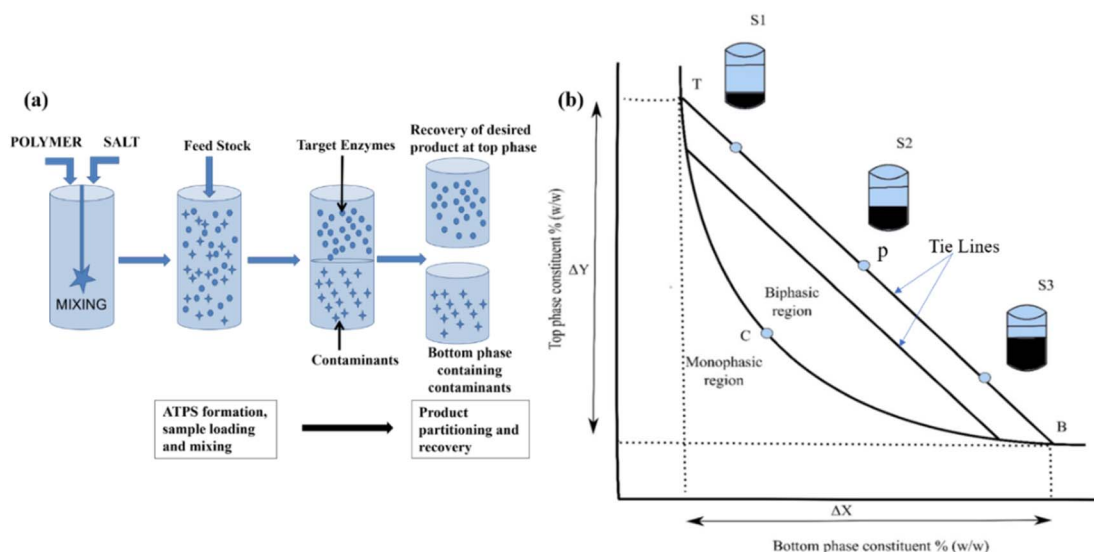 (a)
POLYMER
SALT
MIXING
Feed Stock
Target Enzymes
Contaminants
Recovery of desired
product at top phase
Bottom phase
containing
contaminants
ATPS formation,
sample loading
and mixing
Product
partitioning and
recovery
(b)
S1
T
S2
p
Tie Lines
S3
Biphasic
region
C
Monophasic
region
B
ΔY
Top phase constituent % (w/w)
ΔX
Bottom phase constituent % (w/w)